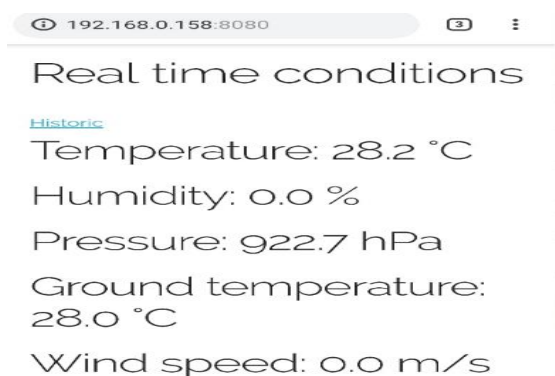 192.168.0.158:8080
3
Real time conditions
Historic
Temperature: 28.2 °C
Humidity: 0.0 %
Pressure: 922.7 hPa
Ground temperature:
28.0 °C
Wind speed: 0.0 m/s